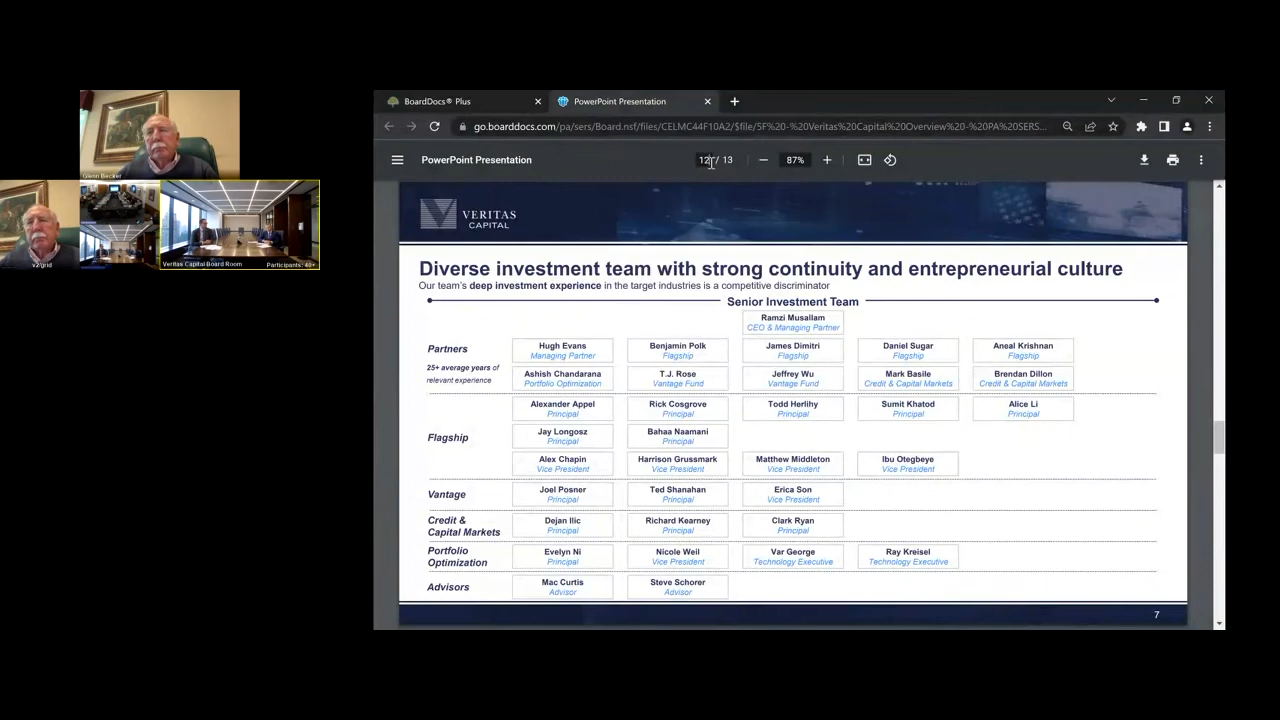 Glenn Becker
v2/grid
Veritas Capital Board Room
Participants: 40+
BoardDocs® Plus
PowerPoint Presentation
go.boarddocs.com/pa/sers/Board.nsf/files/CELMC44F10A2/$file/5F%20-%20Veritas%20Capital%20Overview%20-%20PA%20SERS...
PowerPoint Presentation
12 / 13
87%
VERITAS
CAPITAL
Diverse investment team with strong continuity and entrepreneurial culture
Our team's deep investment experience in the target industries is a competitive discriminator
Senior Investment Team
Ramzi Musallam
CEO & Managing Partner
Partners
25+ average years of
relevant experience
Hugh Evans
Managing Partner
Benjamin Polk
Flagship
James Dimitri
Flagship
Daniel Sugar
Flagship
Aneal Krishnan
Flagship
Ashish Chandarana
Portfolio Optimization
T.J. Rose
Vantage Fund
Jeffrey Wu
Vantage Fund
Mark Basile
Credit & Capital Markets
Brendan Dillon
Credit & Capital Markets
Flagship
Alexander Appel
Principal
Rick Cosgrove
Principal
Todd Herlihy
Principal
Sumit Khatod
Principal
Alice Li
Principal
Jay Longosz
Principal
Bahaa Naamani
Principal
Alex Chapin
Vice President
Harrison Grussmark
Vice President
Matthew Middleton
Vice President
Ibu Otegbeye
Vice President
Vantage
Joel Posner
Principal
Ted Shanahan
Principal
Erica Son
Vice President
Credit &
Capital Markets
Dejan Ilic
Principal
Richard Kearney
Principal
Clark Ryan
Principal
Portfolio
Optimization
Evelyn Ni
Principal
Nicole Weil
Vice President
Var George
Technology Executive
Ray Kreisel
Technology Executive
Advisors
Mac Curtis
Advisor
Steve Schorer
Advisor
7